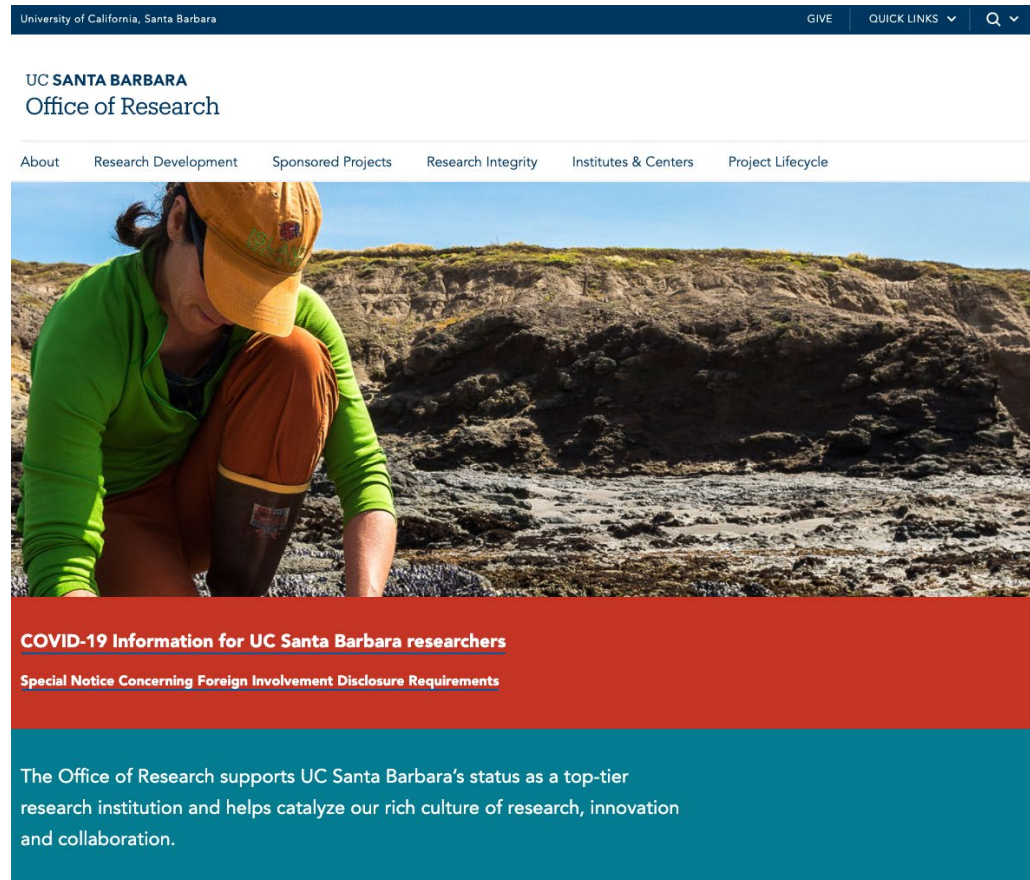 University of California, Santa Barbara
GIVE
QUICK LINKS
UC SANTA BARBARA
Office of Research
About
Research Development
Sponsored Projects
Research Integrity
Institutes & Centers
Project Lifecycle
COVID-19 Information for UC Santa Barbara researchers
Special Notice Concerning Foreign Involvement Disclosure Requirements
The Office of Research supports UC Santa Barbara's status as a top-tier
research institution and helps catalyze our rich culture of research, innovation
and collaboration.